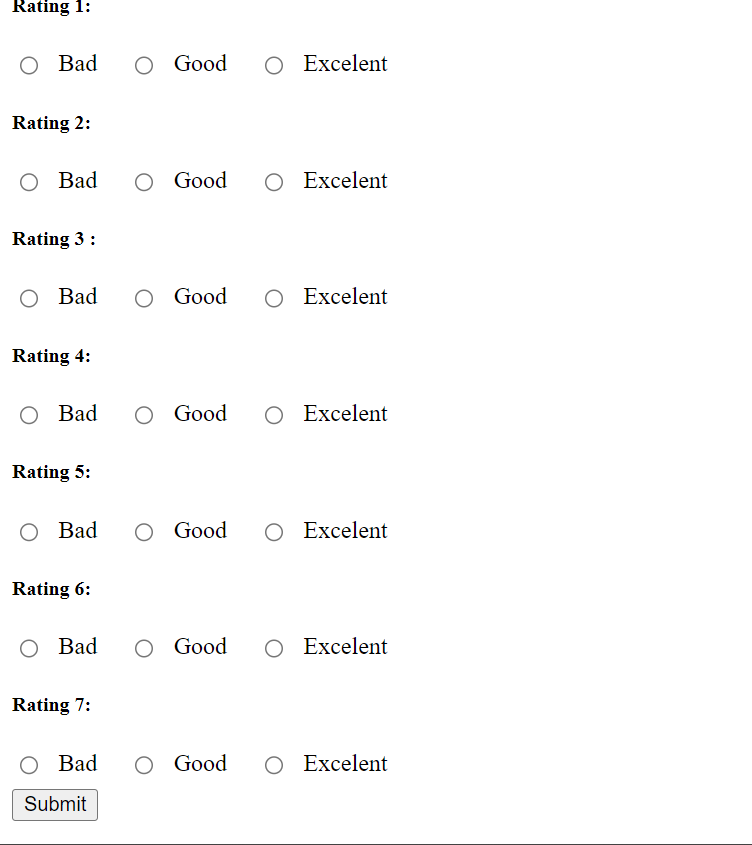 Rating 1:
Bad Good Excelent
Rating 2:
Bad Good Excelent
Rating 3 :
Bad Good Excelent
Rating 4:
Bad Good Excelent
Rating 5:
Bad Good Excelent
Rating 6:
Bad Good Excelent
Rating 7:
Bad Good Excelent
Submit